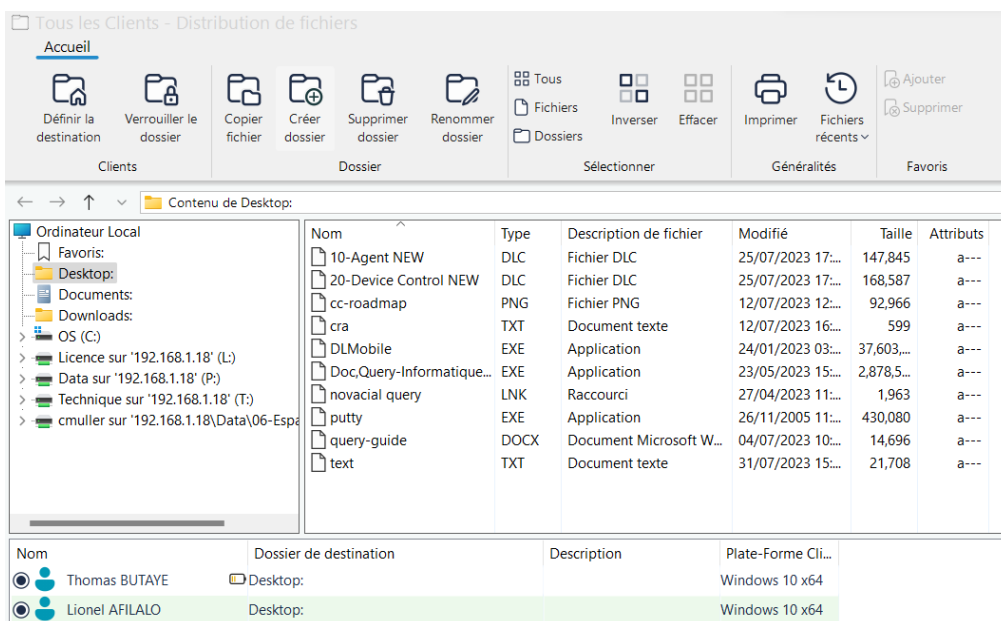 Tous les Clients - Distribution de fichiers
Accueil
Définir la destination
Verrouiller le dossier
Copier fichier
Créer dossier
Supprimer dossier
Renommer dossier
Tous
Fichiers
Dossiers
Inverser
Effacer
Imprimer
Fichiers récents
Ajouter
Supprimer
Clients
Dossier
Sélectionner
Généralités
Favoris
Contenu de Desktop:
Ordinateur Local
Favoris:
Desktop:
Documents:
Downloads:
OS (C:)
Licence sur '192.168.1.18' (L:)
Data sur '192.168.1.18' (P:)
Technique sur '192.168.1.18' (T:)
cmuller sur '192.168.1.18\Data\06-Espa
Nom Type Description de fichier Modifié Taille Attributs
10-Agent NEW DLC Fichier DLC 25/07/2023 17:... 147,845 a---
20-Device Control NEW DLC Fichier DLC 25/07/2023 17:... 168,587 a---
cc-roadmap PNG Fichier PNG 12/07/2023 12:... 92,966 a---
cra TXT Document texte 12/07/2023 16:... 599 a---
DLMobile EXE Application 24/01/2023 03:... 37,603,... a---
Doc,Query-Informatique... EXE Application 23/05/2023 15:... 2,878,5... a---
novacial query LNK Raccourci 27/04/2023 11:... 1,963 a---
putty EXE Application 26/11/2005 11:... 430,080 a---
query-guide DOCX Document Microsoft W... 04/07/2023 10:... 14,696 a---
text TXT Document texte 31/07/2023 15:... 21,708 a---
Nom Dossier de destination Description Plate-Forme Cli...
Thomas BUTAYE Desktop: Windows 10 x64
Lionel AFILALO Desktop: Windows 10 x64